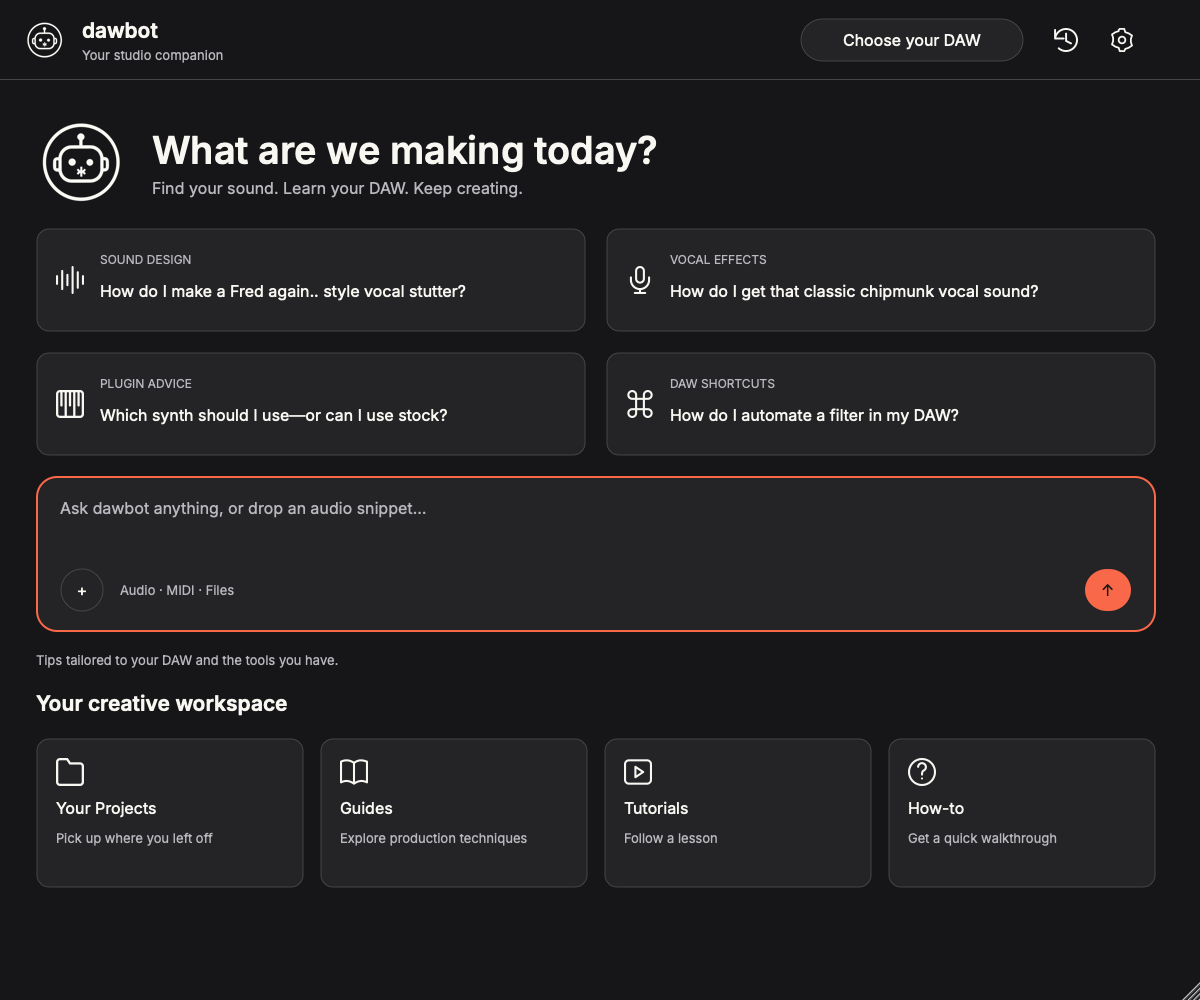 dawbot
Your studio companion
Choose your DAW
What are we making today?
Find your sound. Learn your DAW. Keep creating.
SOUND DESIGN
How do I make a Fred again.. style vocal stutter?
VOCAL EFFECTS
How do I get that classic chipmunk vocal sound?
PLUGIN ADVICE
Which synth should I use—or can I use stock?
DAW SHORTCUTS
How do I automate a filter in my DAW?
Ask dawbot anything, or drop an audio snippet...
+
Audio · MIDI · Files
Tips tailored to your DAW and the tools you have.
Your creative workspace
Your Projects
Pick up where you left off
Guides
Explore production techniques
Tutorials
Follow a lesson
How-to
Get a quick walkthrough